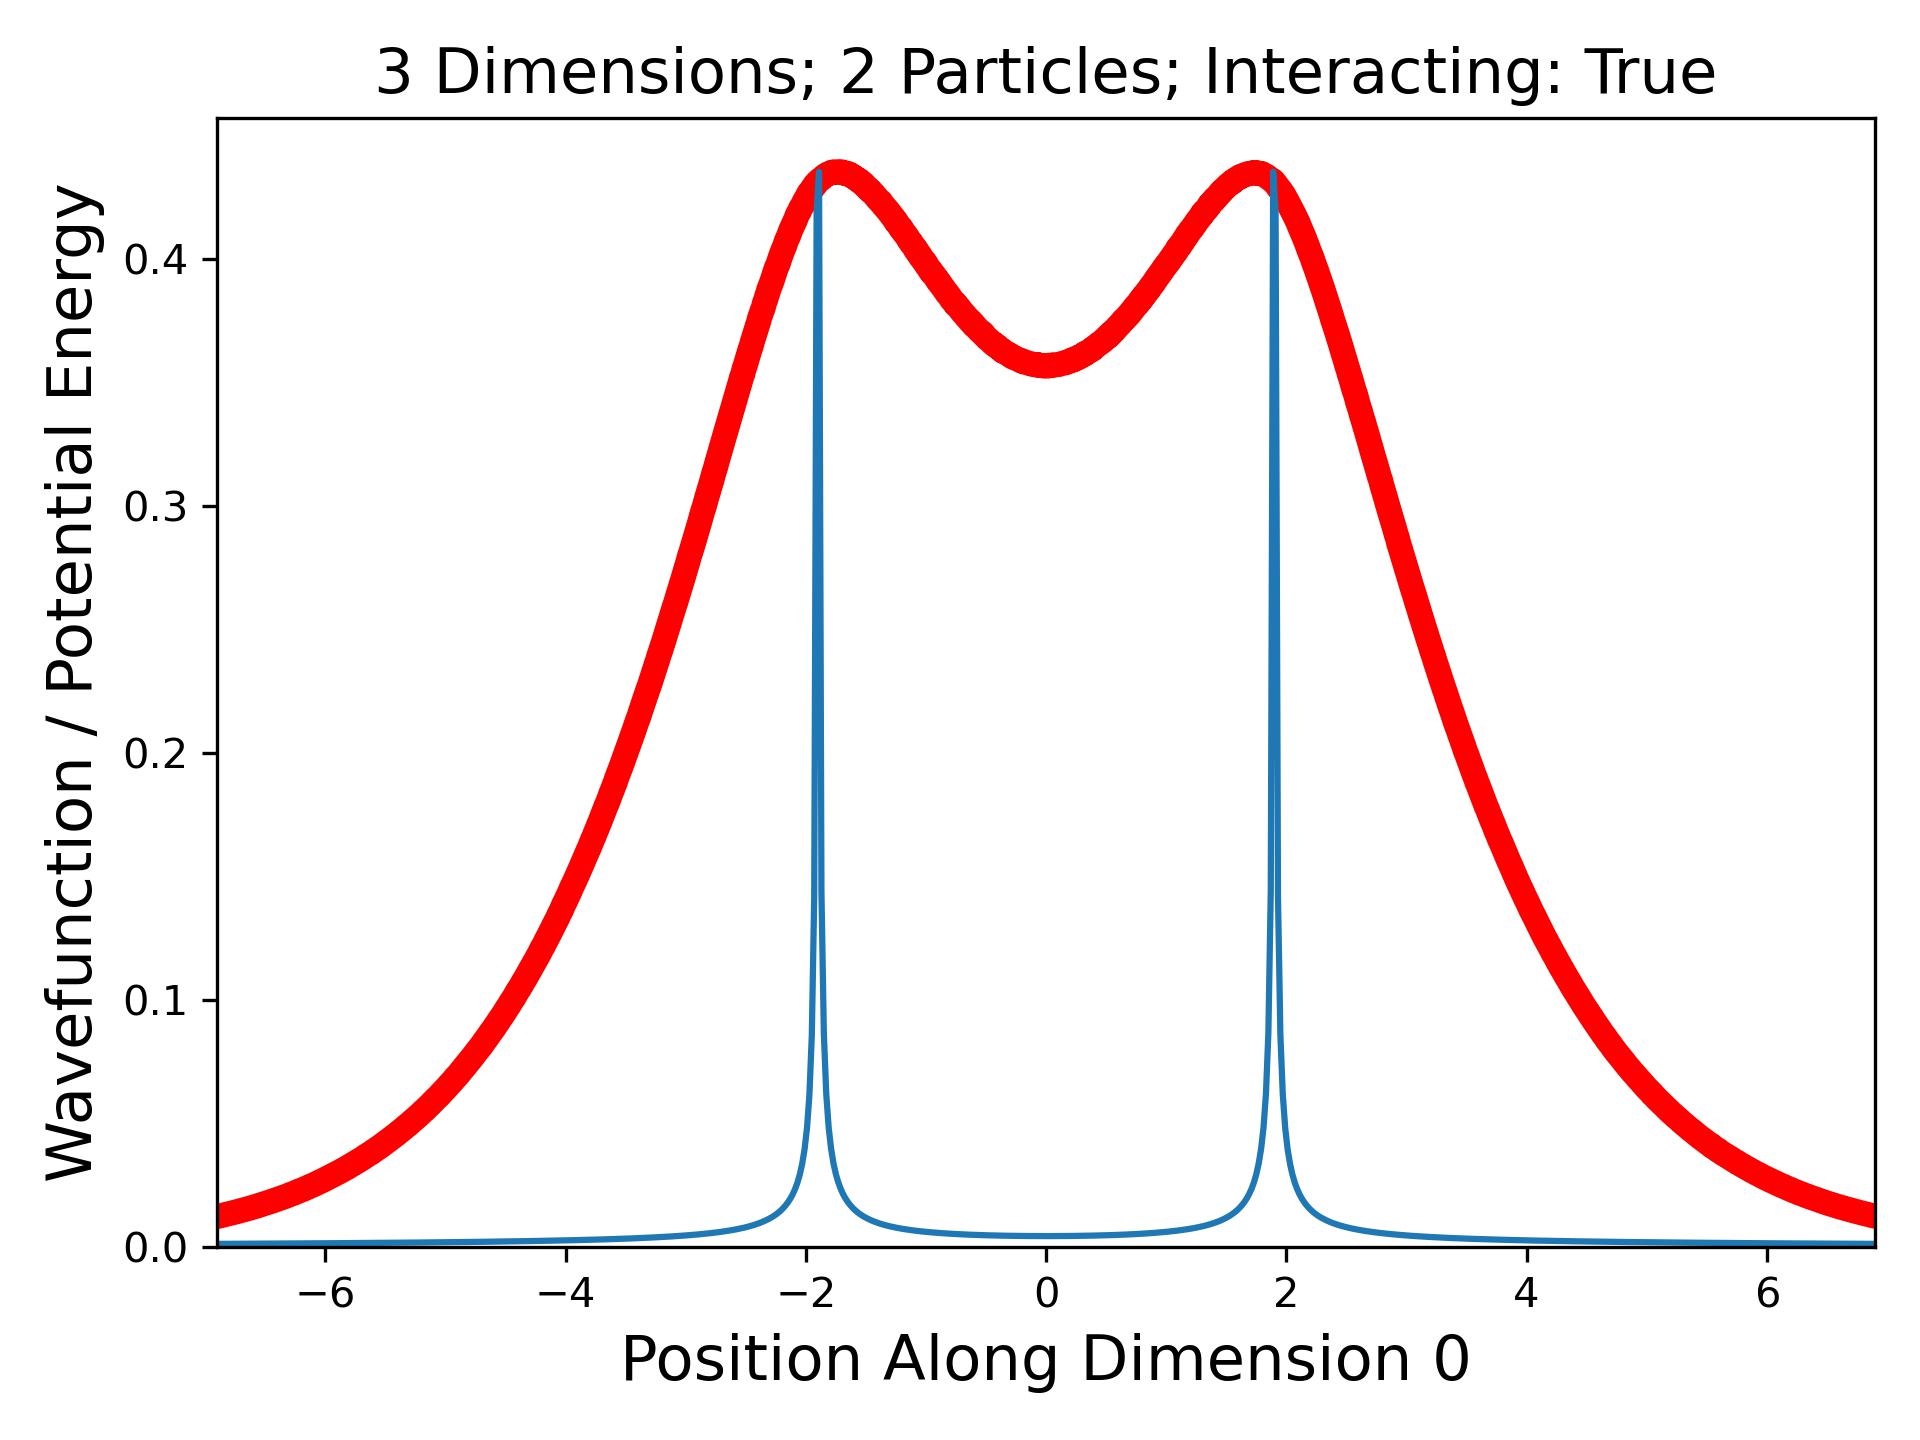 3 Dimensions; 2 Particles; Interacting: True
Wavefunction / Potential Energy
0.4
0.3
0.2
0.1
0.0
−6 −4 −2 0 2 4 6
Position Along Dimension 0